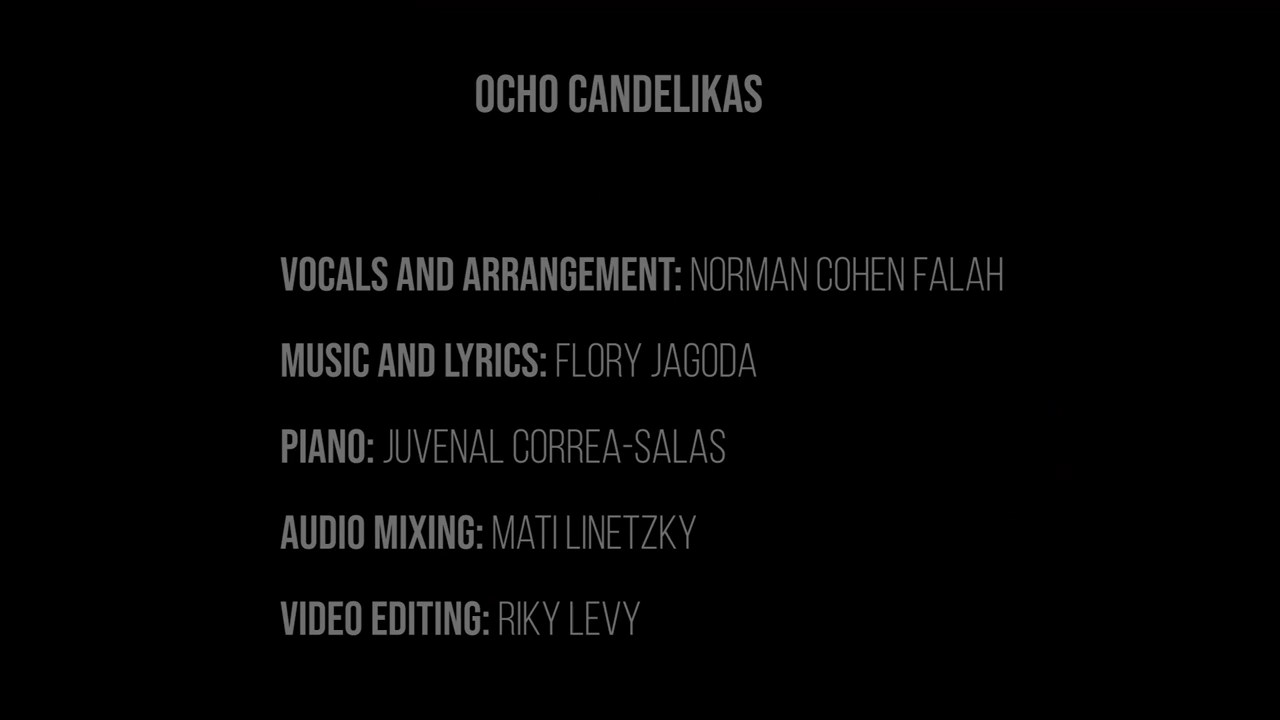 OCHO CANDELIKAS
VOCALS AND ARRANGEMENT: NORMAN COHEN FALAH
MUSIC AND LYRICS: FLORY JAGODA
PIANO: JUVENAL CORREA-SALAS
AUDIO MIXING: MATI LINETZKY
VIDEO EDITING: RIKY LEVY